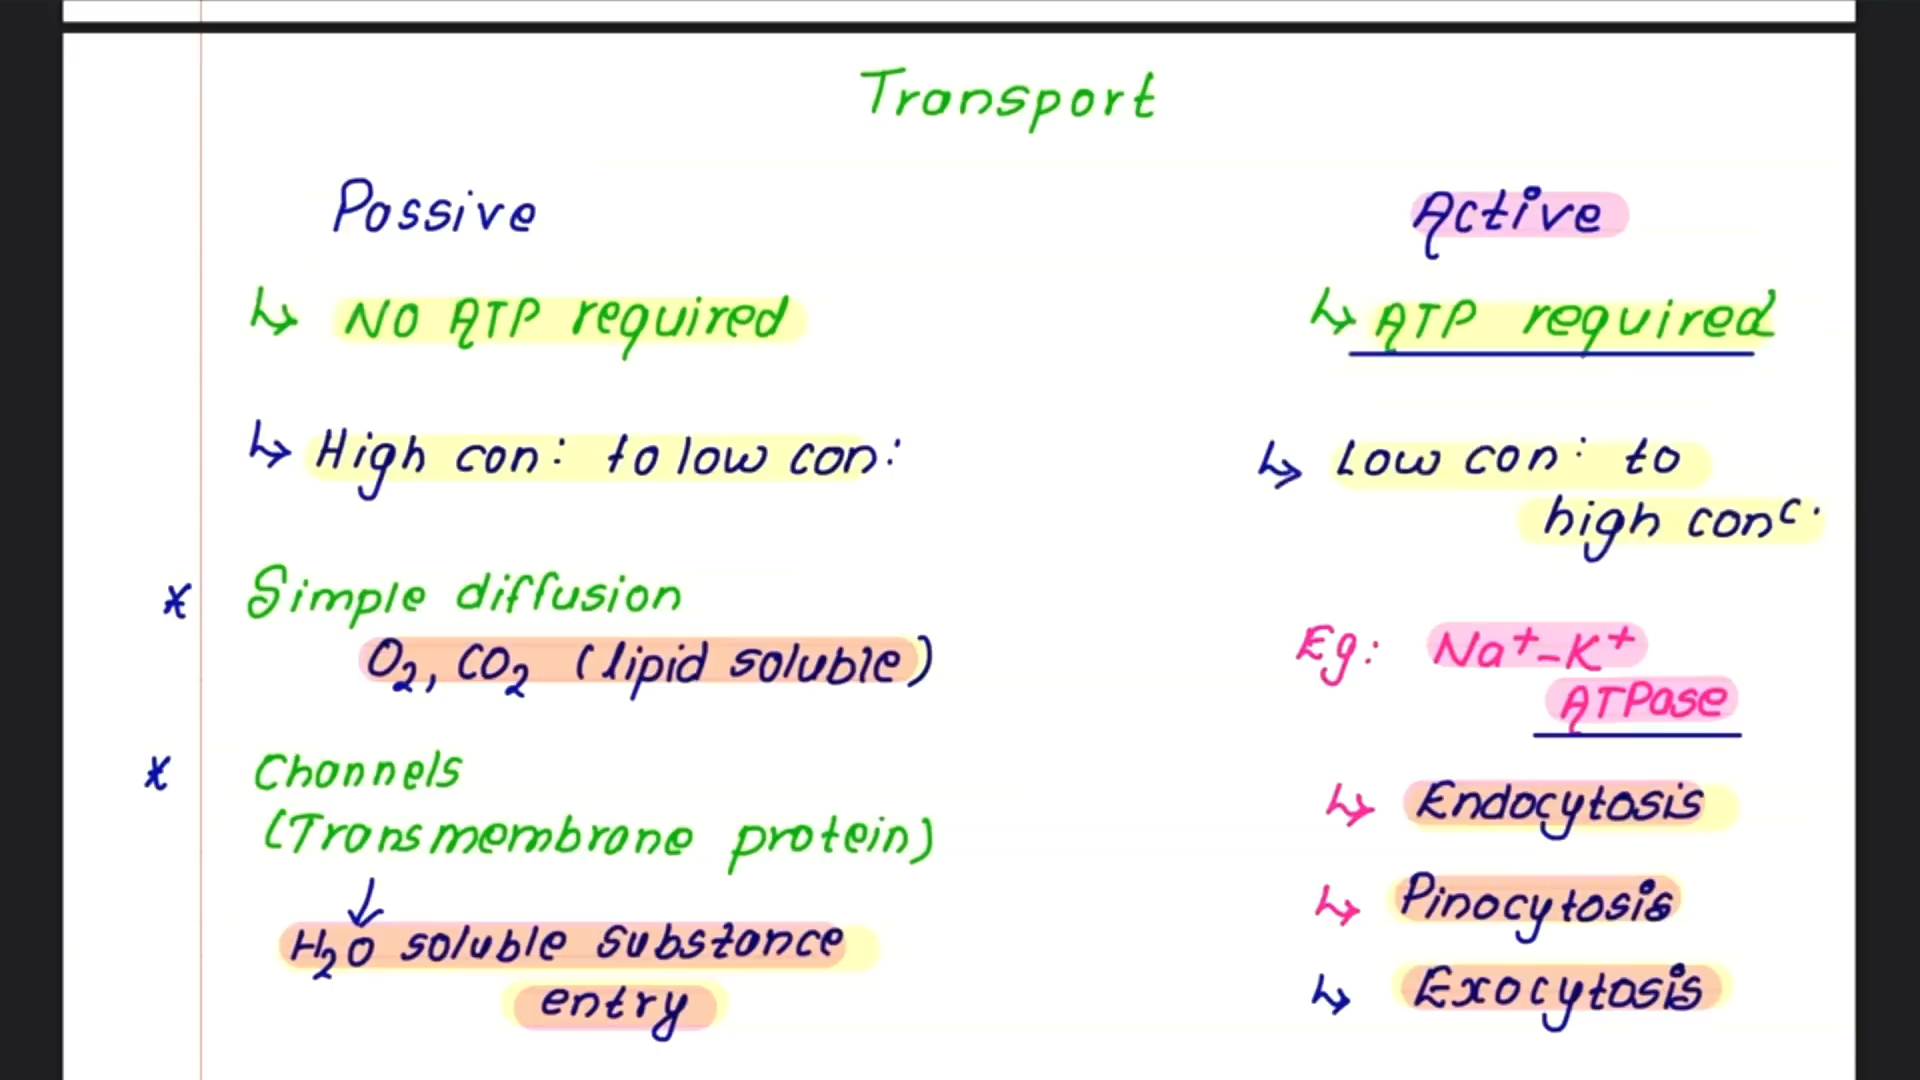 Transport
Passive
↳ NO ATP required
↳ High con: to low con:
* Simple diffusion
O2, CO2 (lipid soluble)
* Channels
(Transmembrane protein)
↓
H2O soluble substance
entry
Active
↳ ATP required
↳ Low con: to
high conc.
Eg: Na+-K+
ATPase
↳ Endocytosis
↳ Pinocytosis
↳ Exocytosis